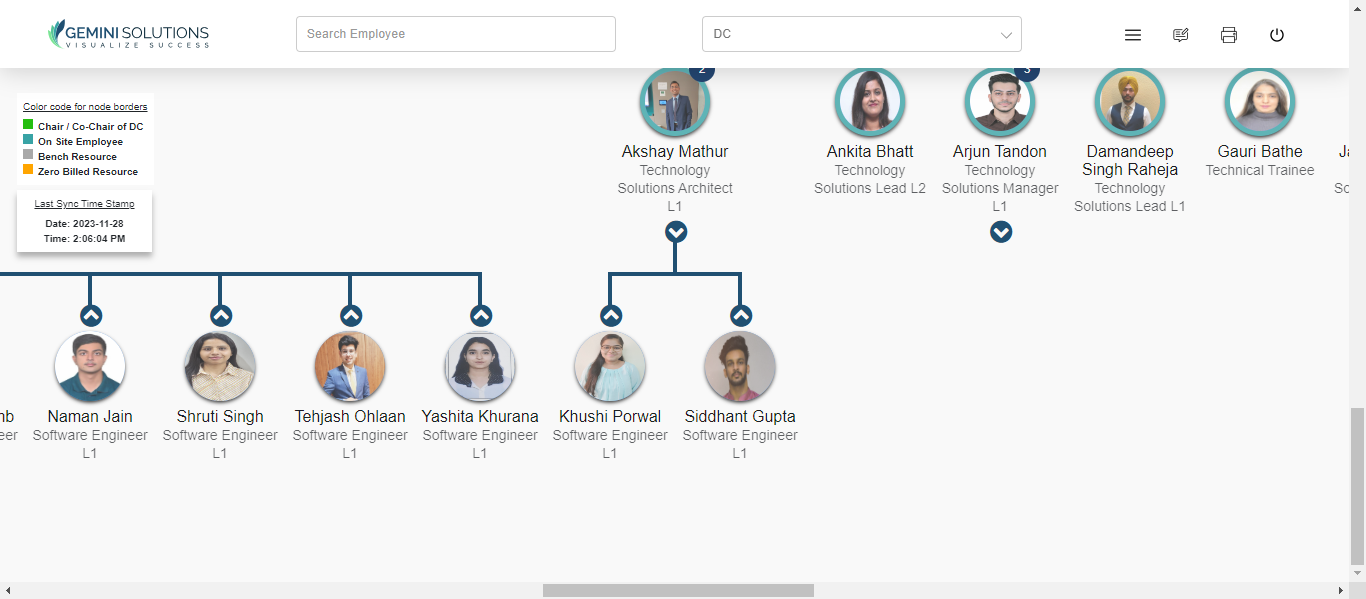 GEMINI SOLUTIONS
VISUALIZE SUCCESS
Search Employee
DC
Color code for node borders
Chair / Co-Chair of DC
On Site Employee
Bench Resource
Zero Billed Resource
Last Sync Time Stamp
Date: 2023-11-28
Time: 2:06:04 PM
2
Akshay Mathur
Technology
Solutions Architect
L1
Ankita Bhatt
Technology
Solutions Lead L2
3
Arjun Tandon
Technology
Solutions Manager
L1
Damandeep
Singh Raheja
Technology
Solutions Lead L1
Gauri Bathe
Technical Trainee
Naman Jain
Software Engineer
L1
Shruti Singh
Software Engineer
L1
Tehjash Ohlaan
Software Engineer
L1
Yashita Khurana
Software Engineer
L1
Khushi Porwal
Software Engineer
L1
Siddhant Gupta
Software Engineer
L1